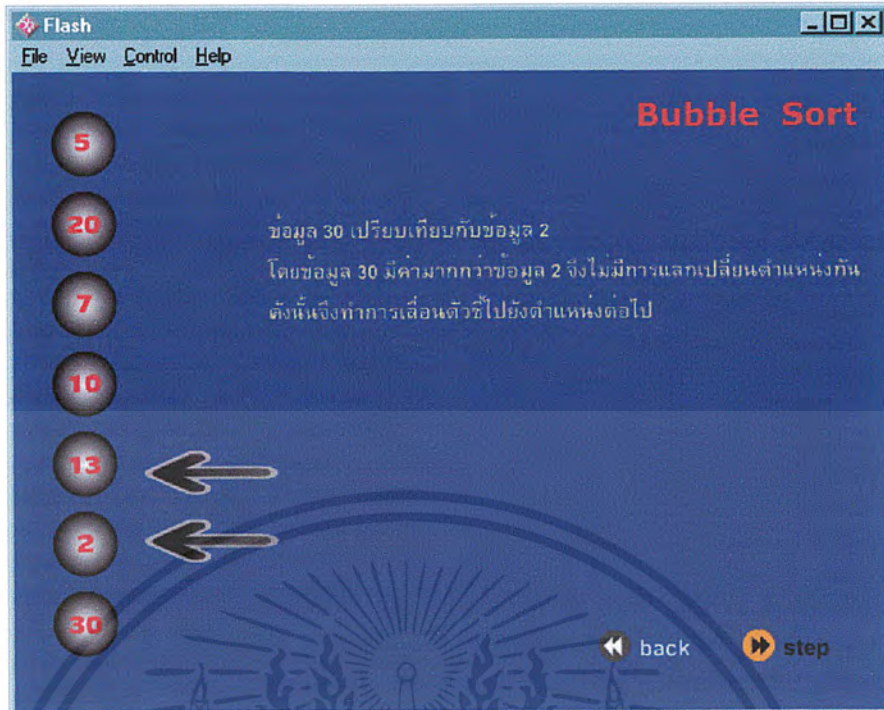 Flash
File View Control Help
Bubble Sort
5
20
7
10
13
2
30
ข้อมูล 30 เปรียบเทียบกับข้อมูล 2
โดยข้อมูล 30 มีค่ามากกว่าข้อมูล 2 จึงไม่มีการแลกเปลี่ยนตำแหน่งกัน
ดังนั้นจึงทำการเลื่อนตัวชี้ไปยังตำแหน่งต่อไป
back step